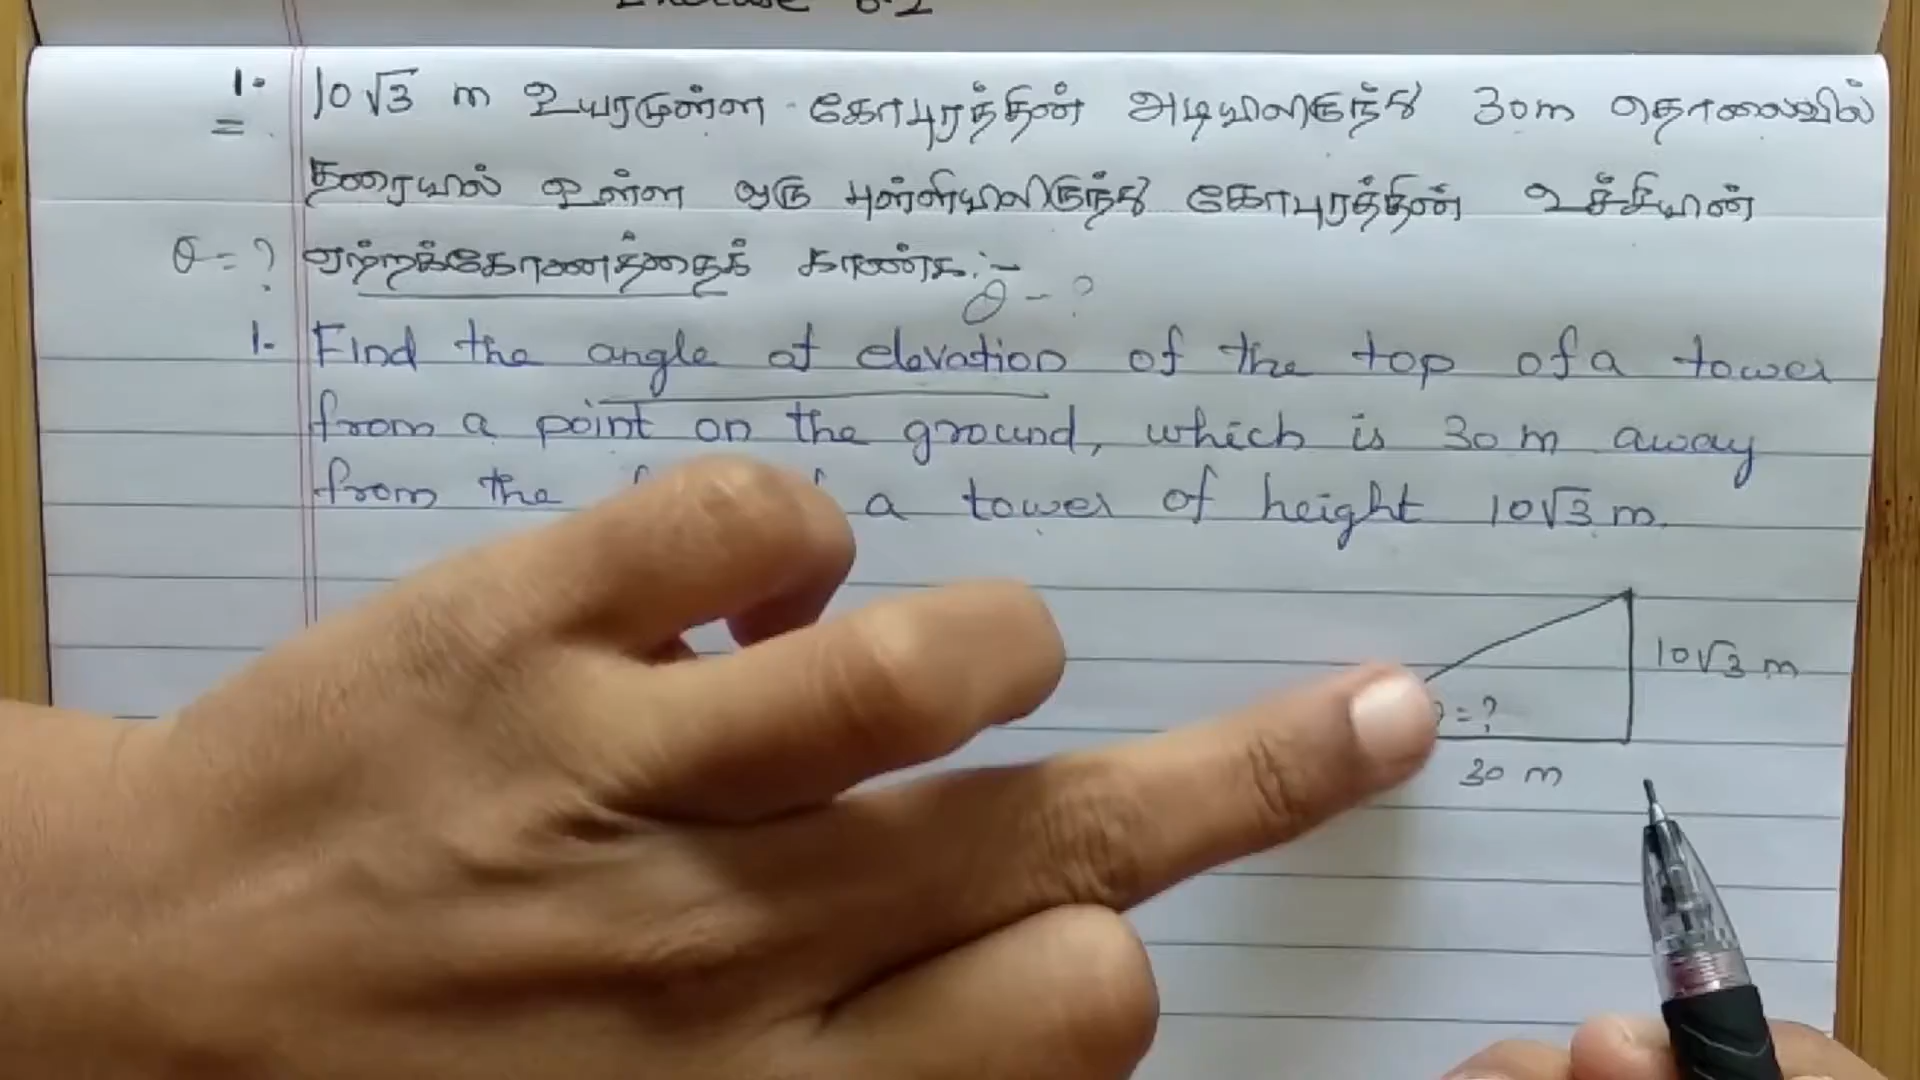 6.2
1. 10√3 m உயரமுள்ள கோபுரத்தின் அடியிலிருந்து 30m தொலைவில்
தரையில் உள்ள ஒரு புள்ளியிலிருந்து கோபுரத்தின் உச்சியின்
θ = ? ஏற்றக்கோணத்தைக் காண்க :-
θ - ?
1. Find the angle of elevation of the top of a tower
from a point on the ground, which is 30 m away
from the a tower of height 10√3 m.
10√3 m
= ?
30 m